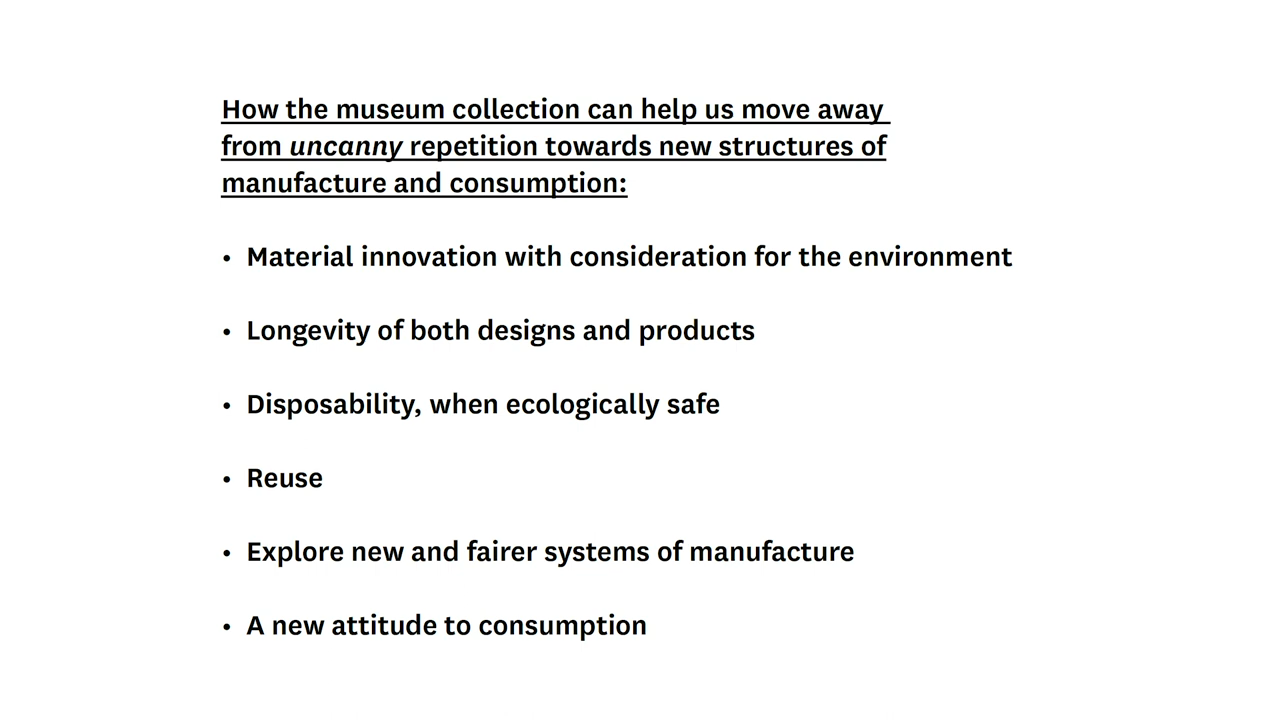 How the museum collection can help us move away
from uncanny repetition towards new structures of
manufacture and consumption:
• Material innovation with consideration for the environment
• Longevity of both designs and products
• Disposability, when ecologically safe
• Reuse
• Explore new and fairer systems of manufacture
• A new attitude to consumption